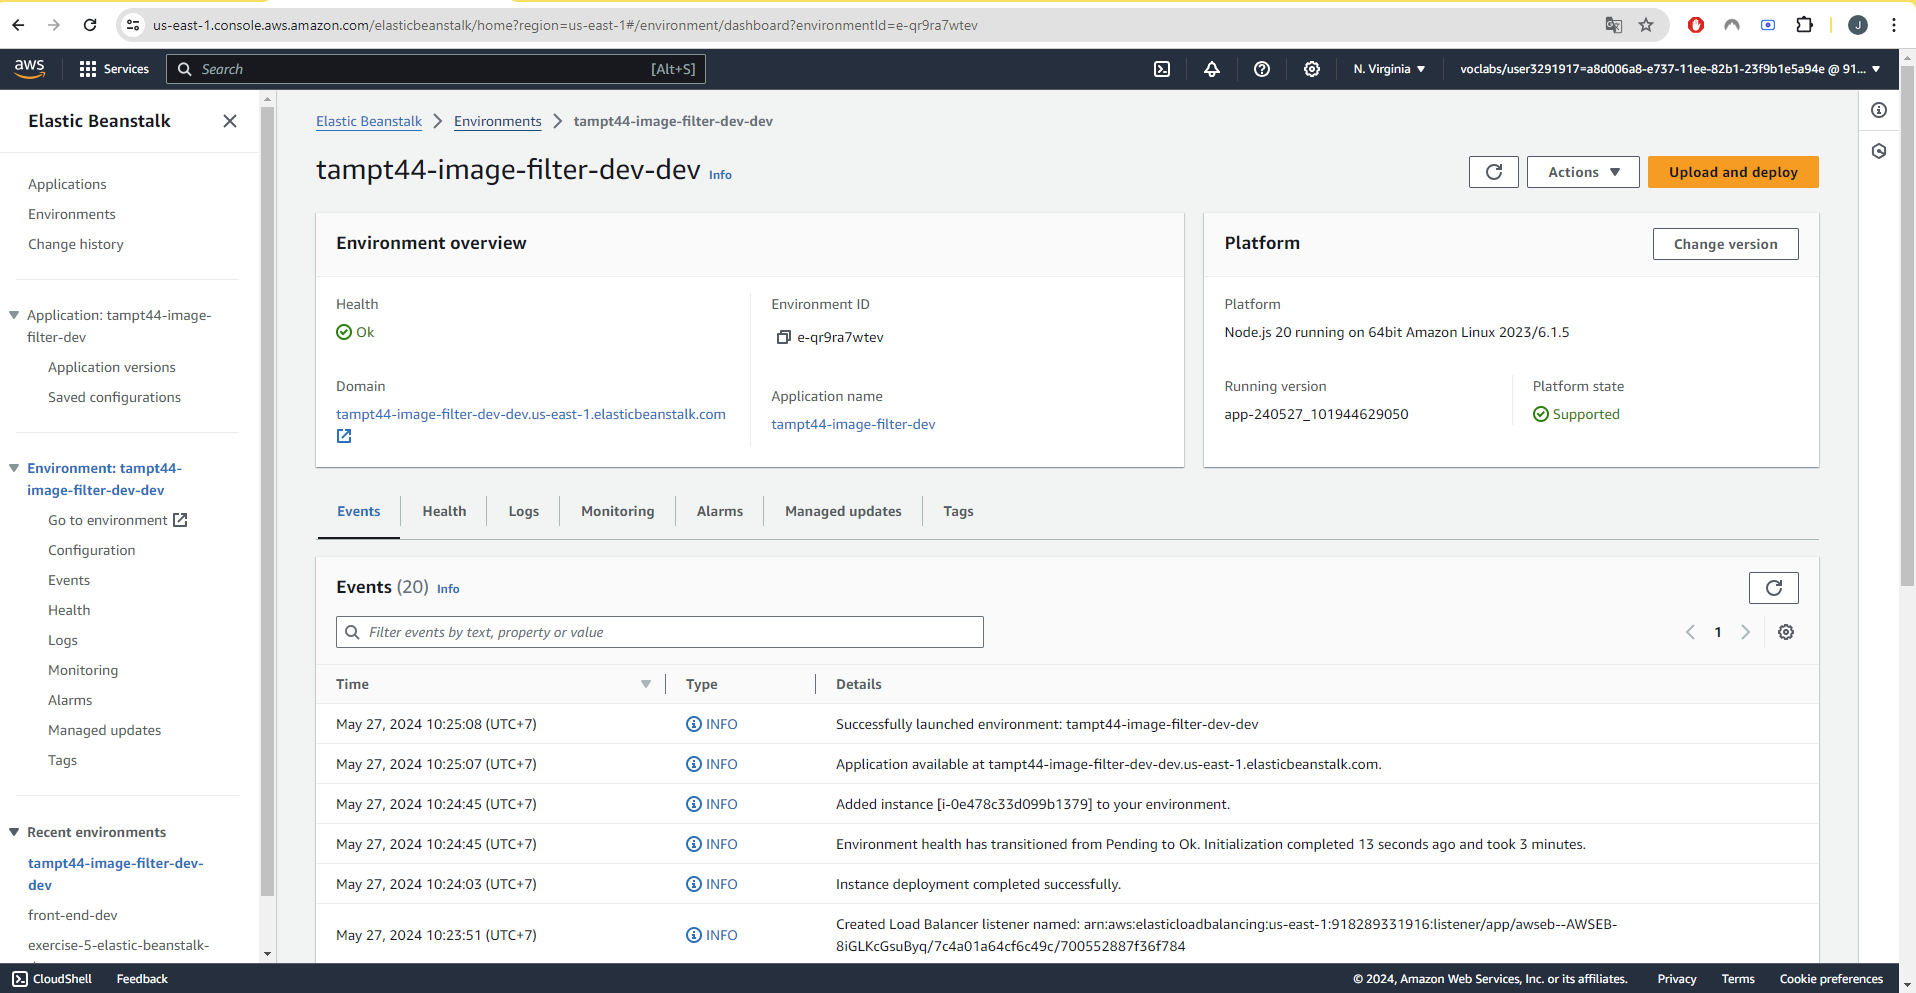 us-east-1.console.aws.amazon.com/elasticbeanstalk/home?region=us-east-1#/environment/dashboard?environmentId=e-qr9ra7wtev
J
aws
Services
Search
[Alt+S]
N. Virginia
voclabs/user3291917=a8d006a8-e737-11ee-82b1-23f9b1e5a94e @ 91...
Elastic Beanstalk
Applications
Environments
Change history
Application: tampt44-image-
filter-dev
Application versions
Saved configurations
Environment: tampt44-
image-filter-dev-dev
Go to environment
Configuration
Events
Health
Logs
Monitoring
Alarms
Managed updates
Tags
Recent environments
tampt44-image-filter-dev-
dev
front-end-dev
exercise-5-elastic-beanstalk-
Elastic Beanstalk
Environments
tampt44-image-filter-dev-dev
tampt44-image-filter-dev-dev Info
Actions
Upload and deploy
Environment overview
Health
Ok
Domain
tampt44-image-filter-dev-dev.us-east-1.elasticbeanstalk.com
Environment ID
e-qr9ra7wtev
Application name
tampt44-image-filter-dev
Platform
Change version
Platform
Node.js 20 running on 64bit Amazon Linux 2023/6.1.5
Running version
app-240527_101944629050
Platform state
Supported
Events
Health
Logs
Monitoring
Alarms
Managed updates
Tags
Events (20) Info
Filter events by text, property or value
1
Time Type Details
May 27, 2024 10:25:08 (UTC+7) INFO Successfully launched environment: tampt44-image-filter-dev-dev
May 27, 2024 10:25:07 (UTC+7) INFO Application available at tampt44-image-filter-dev-dev.us-east-1.elasticbeanstalk.com.
May 27, 2024 10:24:45 (UTC+7) INFO Added instance [i-0e478c33d099b1379] to your environment.
May 27, 2024 10:24:45 (UTC+7) INFO Environment health has transitioned from Pending to Ok. Initialization completed 13 seconds ago and took 3 minutes.
May 27, 2024 10:24:03 (UTC+7) INFO Instance deployment completed successfully.
May 27, 2024 10:23:51 (UTC+7) INFO Created Load Balancer listener named: arn:aws:elasticloadbalancing:us-east-1:918289331916:listener/app/awseb--AWSEB-
8iGLKcGsuByq/7c4a01a64cf6c49c/700552887f36f784
CloudShell
Feedback
© 2024, Amazon Web Services, Inc. or its affiliates.
Privacy
Terms
Cookie preferences